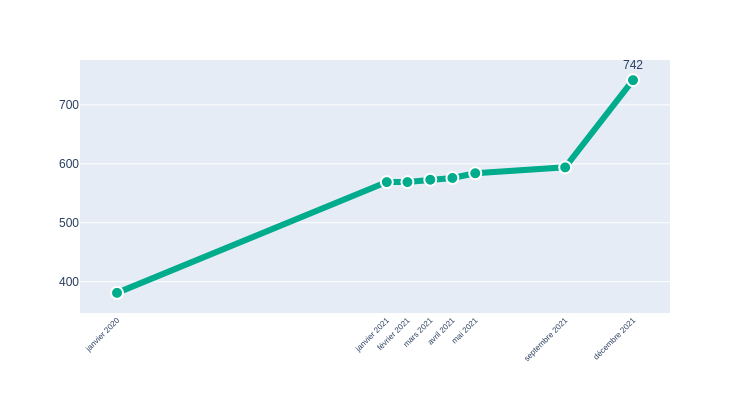 742
700
600
500
400
janvier 2020
janvier 2021
février 2021
mars 2021
avril 2021
mai 2021
septembre 2021
décembre 2021